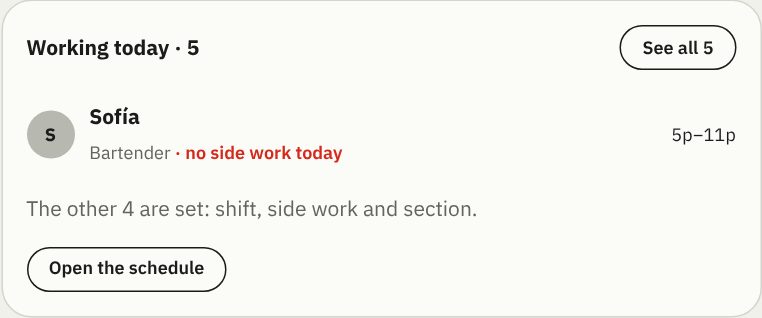 Working today · 5
See all 5
S
Sofía
Bartender · no side work today
5p–11p
The other 4 are set: shift, side work and section.
Open the schedule